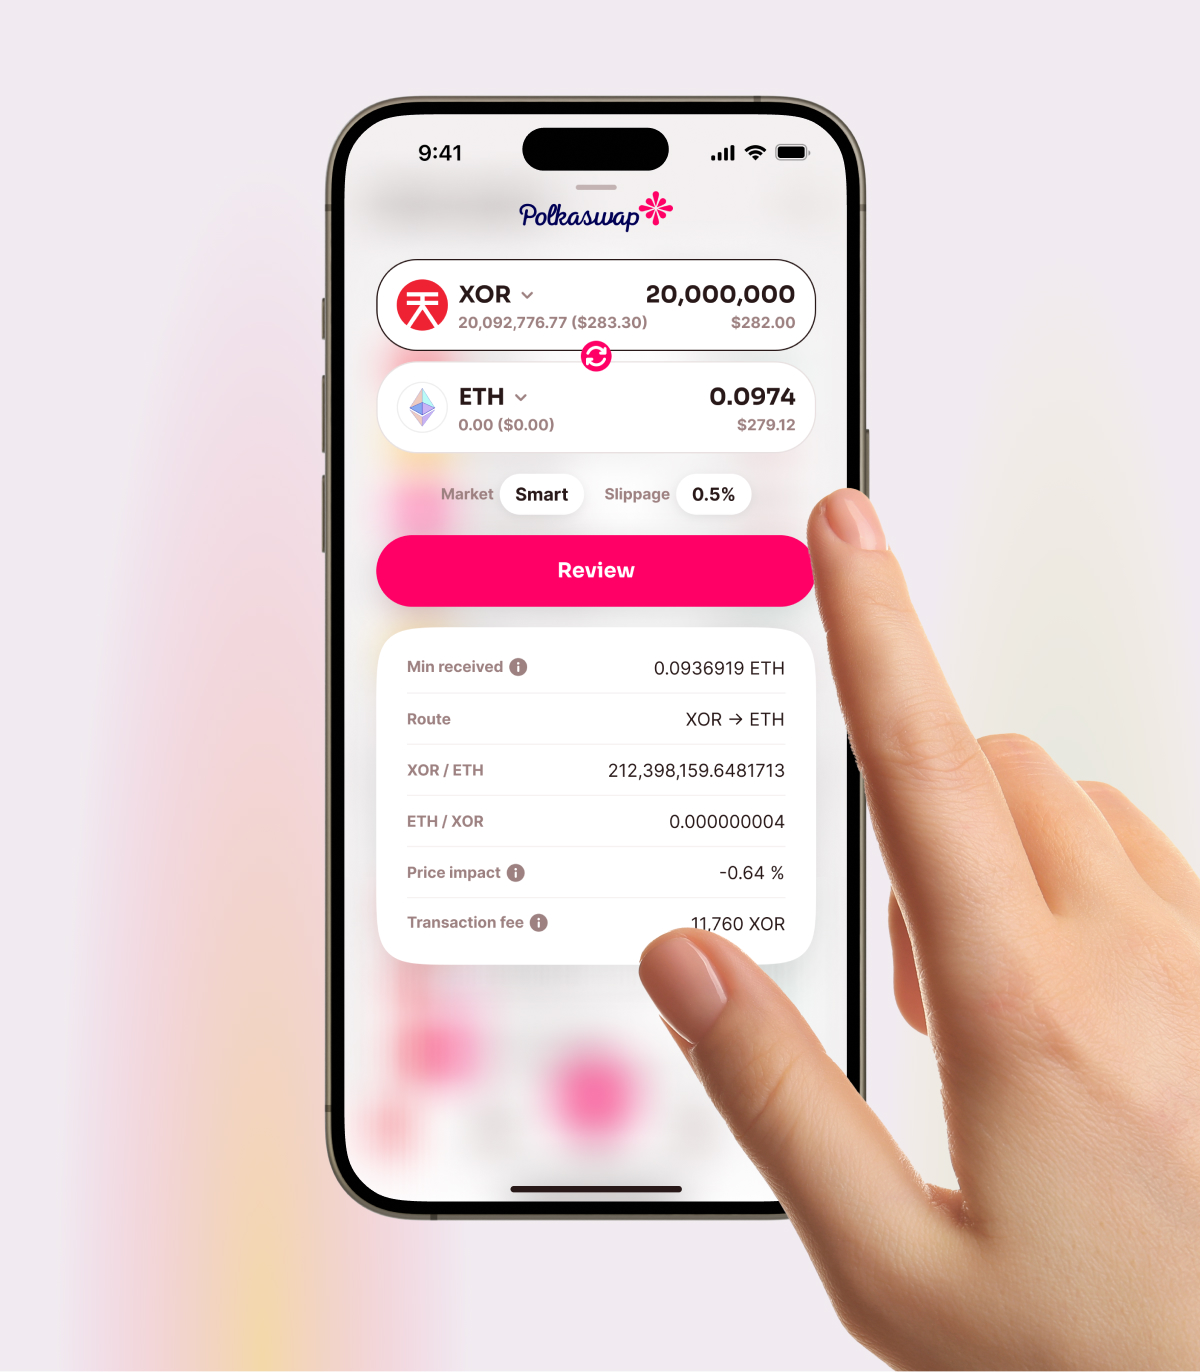 9:41
Polkaswap
XOR 20,000,000
20,092,776.77 ($283.30) $282.00
ETH 0.0974
0.00 ($0.00) $279.12
Market Smart Slippage 0.5%
Review
Min received 0.0936919 ETH
Route XOR → ETH
XOR / ETH 212,398,159.6481713
ETH / XOR 0.000000004
Price impact -0.64 %
Transaction fee 11,760 XOR